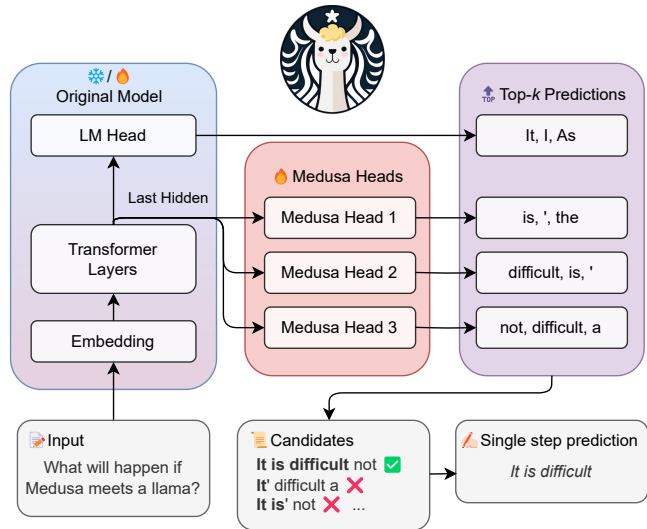 /
Original Model
LM Head
Last Hidden
Transformer
Layers
Embedding
Medusa Heads
Medusa Head 1
Medusa Head 2
Medusa Head 3
TOP
Top-k Predictions
It, I, As
is, ', the
difficult, is, '
not, difficult, a
Input
What will happen if
Medusa meets a llama?
Candidates
It is difficult not
It' difficult a
It is' not ...
Single step prediction
It is difficult